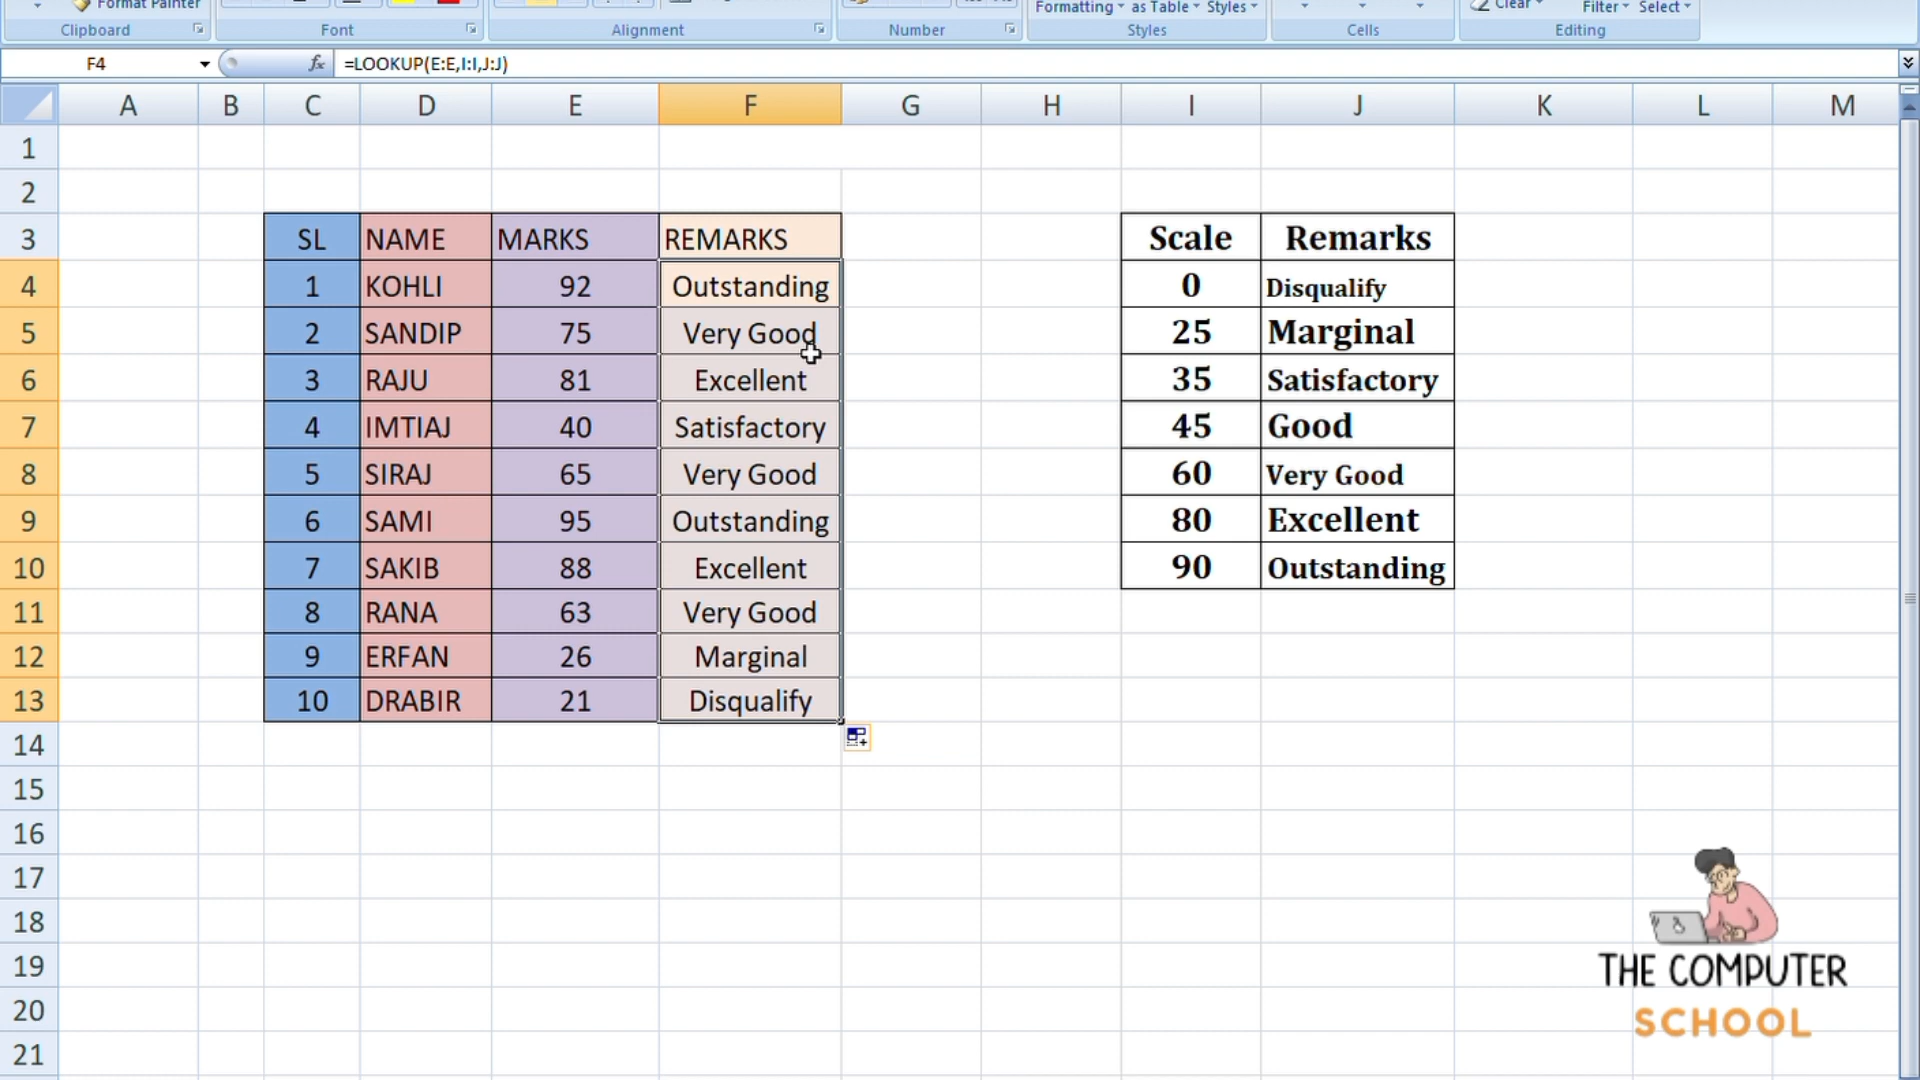 Format Painter
Formatting as Table Styles
Clear
Filter Select
Clipboard Font Alignment Number Styles Cells Editing
F4 fx =LOOKUP(E:E,I:I,J:J)
A B C D E F G H I J K L M
1
2
3 SL NAME MARKS REMARKS Scale Remarks
4 1 KOHLI 92 Outstanding 0 Disqualify
5 2 SANDIP 75 Very Good 25 Marginal
6 3 RAJU 81 Excellent 35 Satisfactory
7 4 IMTIAJ 40 Satisfactory 45 Good
8 5 SIRAJ 65 Very Good 60 Very Good
9 6 SAMI 95 Outstanding 80 Excellent
10 7 SAKIB 88 Excellent 90 Outstanding
11 8 RANA 63 Very Good
12 9 ERFAN 26 Marginal
13 10 DRABIR 21 Disqualify
14
15
16
17
18
19
20
21
THE COMPUTER
SCHOOL